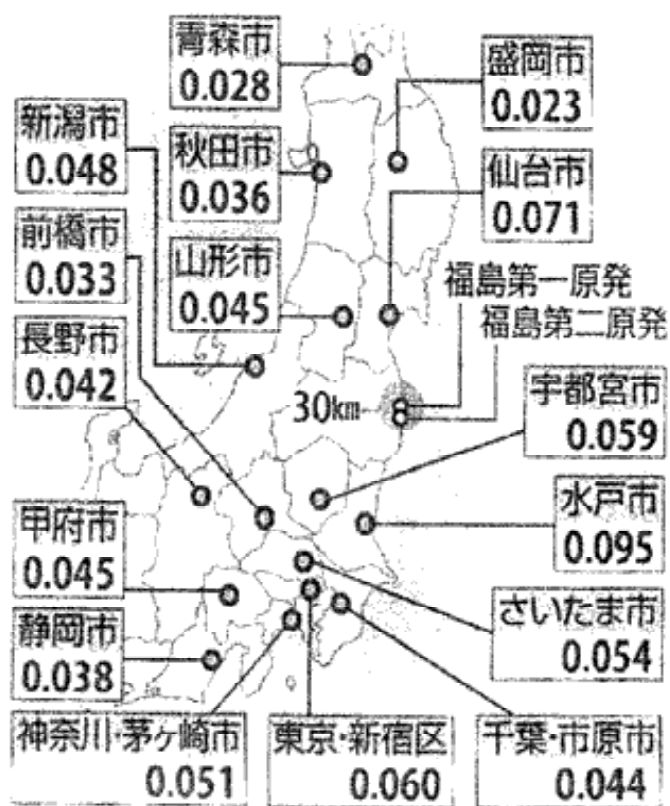 青森市
0.028
盛岡市
0.023
新潟市
0.048
秋田市
0.036
仙台市
0.071
前橋市
0.033
山形市
0.045
福島第一原発
福島第二原発
長野市
0.042
30km
宇都宮市
0.059
水戸市
0.095
甲府市
0.045
さいたま市
0.054
静岡市
0.038
神奈川・茅ヶ崎市
0.051
東京・新宿区
0.060
千葉・市原市
0.044